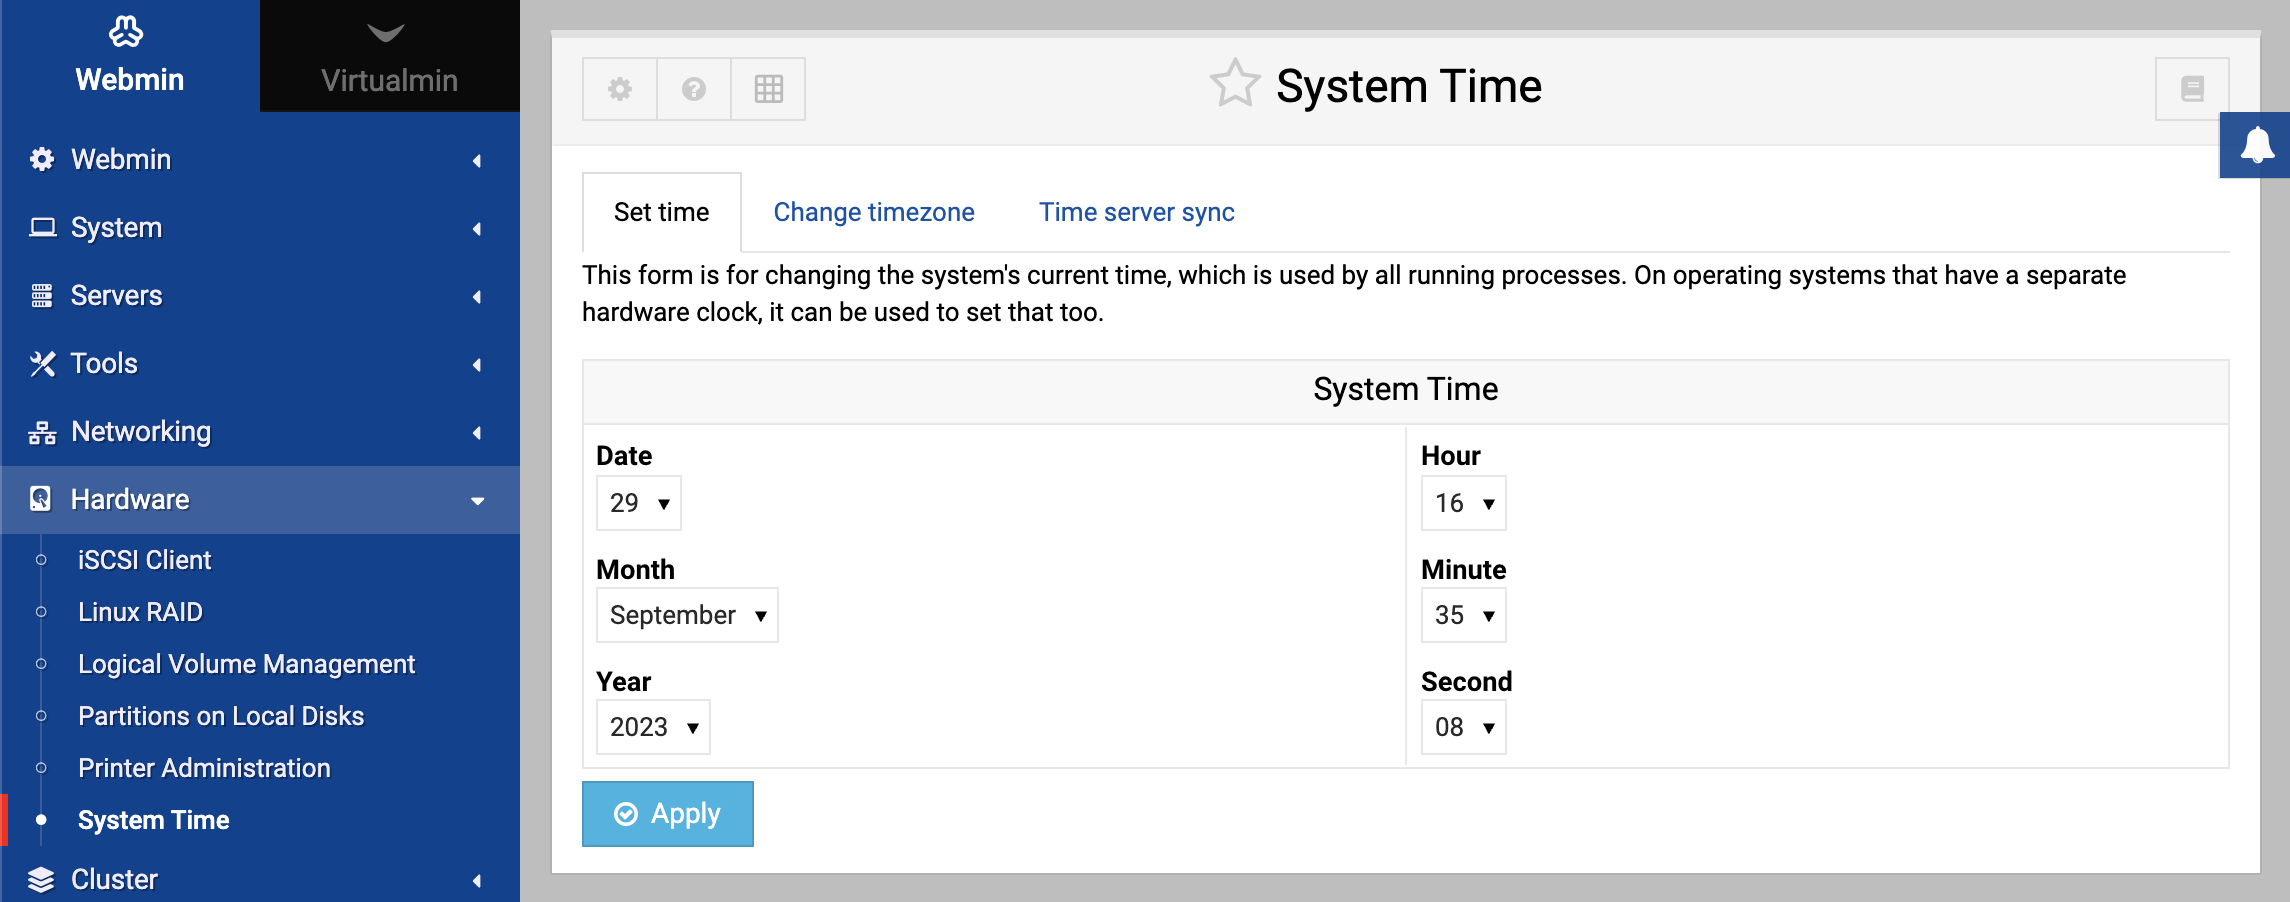 Webmin
Virtualmin
Webmin
System
Servers
Tools
Networking
Hardware
iSCSI Client
Linux RAID
Logical Volume Management
Partitions on Local Disks
Printer Administration
System Time
Cluster
System Time
Set time
Change timezone
Time server sync
This form is for changing the system's current time, which is used by all running processes. On operating systems that have a separate
hardware clock, it can be used to set that too.
System Time
Date
29
Month
September
Year
2023
Hour
16
Minute
35
Second
08
Apply